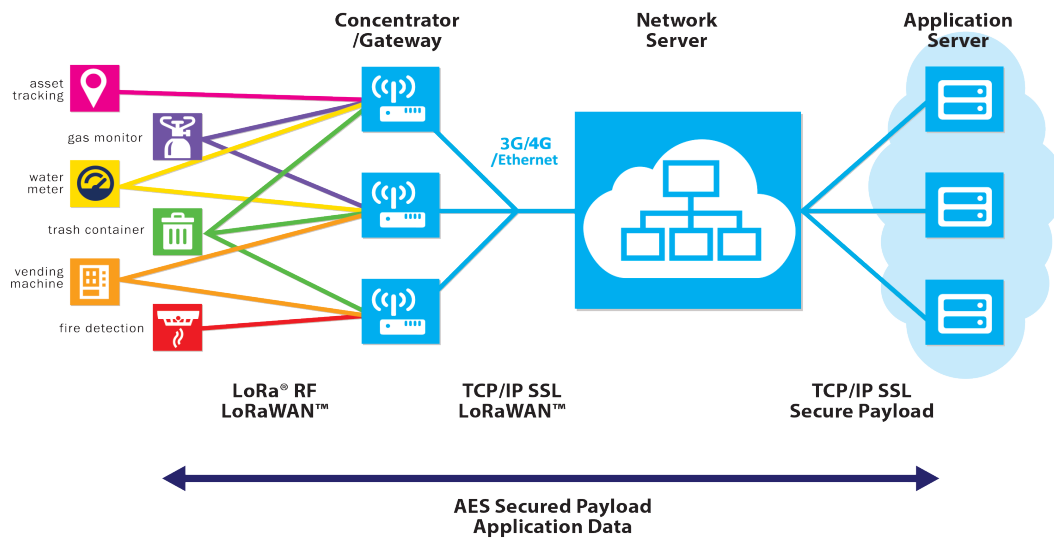 Concentrator
/Gateway
Network
Server
Application
Server
asset
tracking
gas monitor
water
meter
trash container
vending
machine
fire detection
3G/4G
/Ethernet
LoRa® RF
LoRaWAN™
TCP/IP SSL
LoRaWAN™
TCP/IP SSL
Secure Payload
AES Secured Payload
Application Data